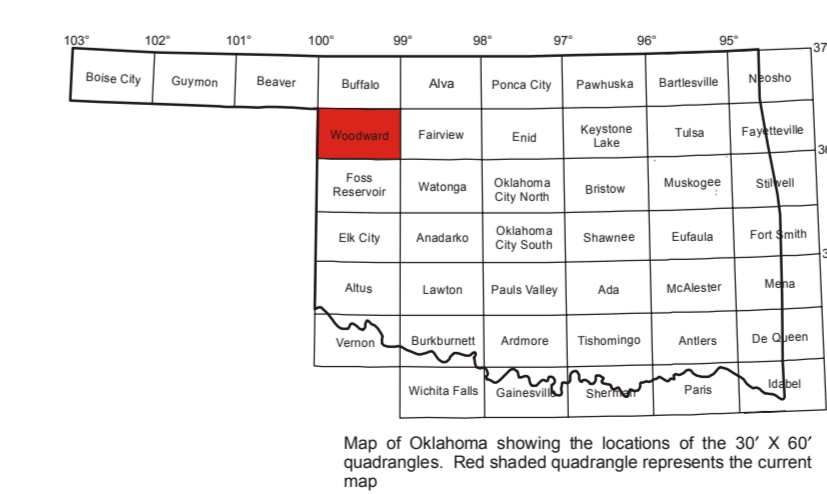 103° 102° 101° 100° 99° 98° 97° 96° 95°
37
Boise City Guymon Beaver Buffalo Alva Ponca City Pawhuska Bartlesville Neosho
Woodward Fairview Enid Keystone Lake Tulsa Fayetteville
36
Foss Reservoir Watonga Oklahoma City North Bristow Muskogee Stilwell
Elk City Anadarko Oklahoma City South Shawnee Eufaula Fort Smith
3
Altus Lawton Pauls Valley Ada McAlester Mena
Vernon Burkburnett Ardmore Tishomingo Antlers De Queen
Wichita Falls Gainesville Sherman Paris Idabel
Map of Oklahoma showing the locations of the 30′ X 60′
quadrangles. Red shaded quadrangle represents the current
map